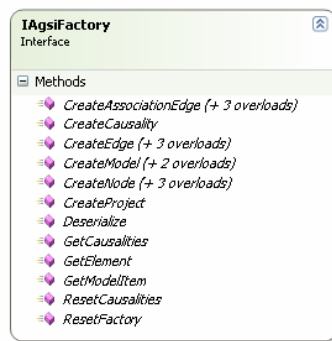 IAgsiFactory
Interface
Methods
CreateAssociationEdge (+ 3 overloads)
CreateCausality
CreateEdge (+ 3 overloads)
CreateModel (+ 2 overloads)
CreateNode (+ 3 overloads)
CreateProject
Deserialize
GetCausalities
GetElement
GetModelItem
ResetCausalities
ResetFactory